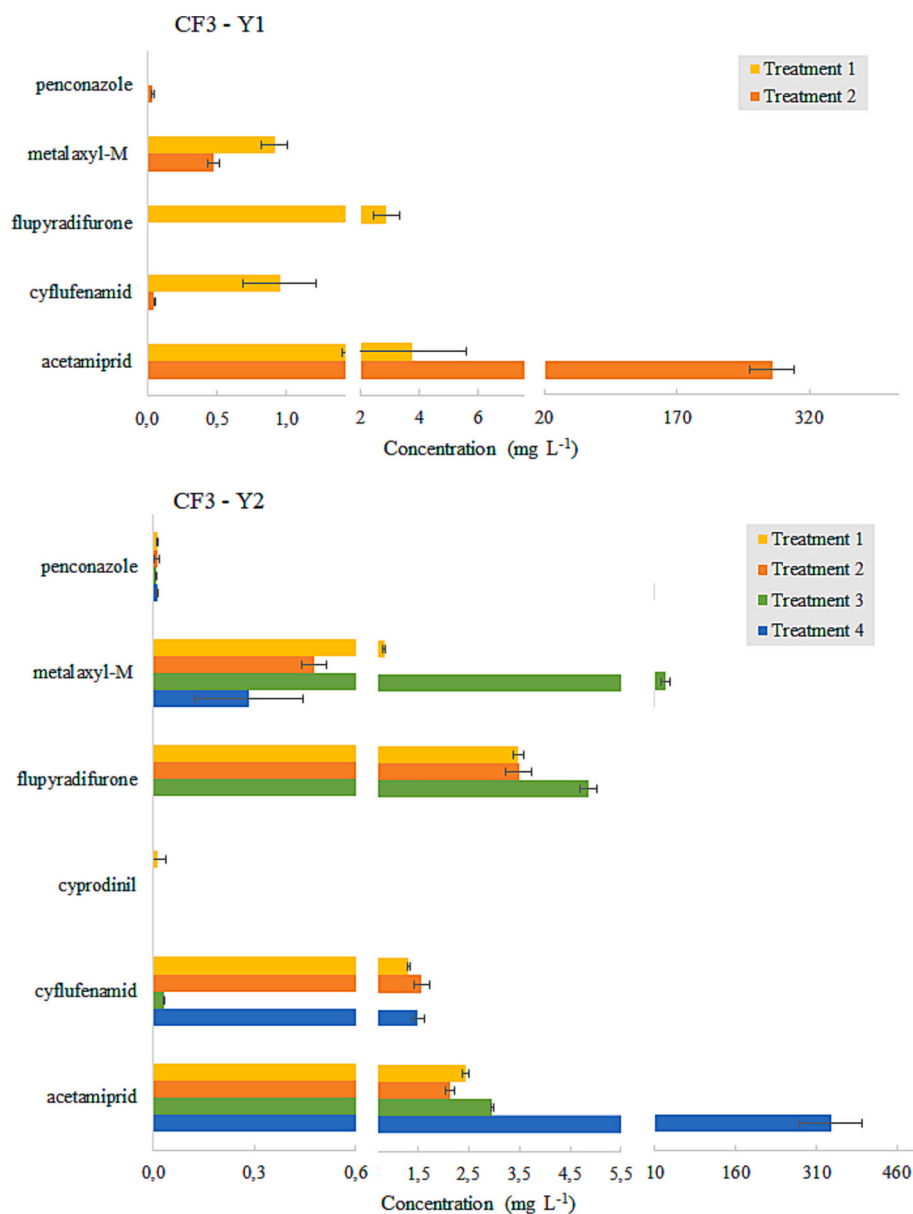 CF3 - Y1
Treatment 1
Treatment 2
penconazole
metalaxyl-M
flupyradifurone
cyflufenamid
acetamiprid
0,0 0,5 1,0 2 4 6 20 170 320
Concentration (mg L-1)
CF3 - Y2
Treatment 1
Treatment 2
Treatment 3
Treatment 4
penconazole
metalaxyl-M
flupyradifurone
cyprodinil
cyflufenamid
acetamiprid
0,0 0,3 0,6 1,5 2,5 3,5 4,5 5,5 10 160 310 460
Concentration (mg L-1)